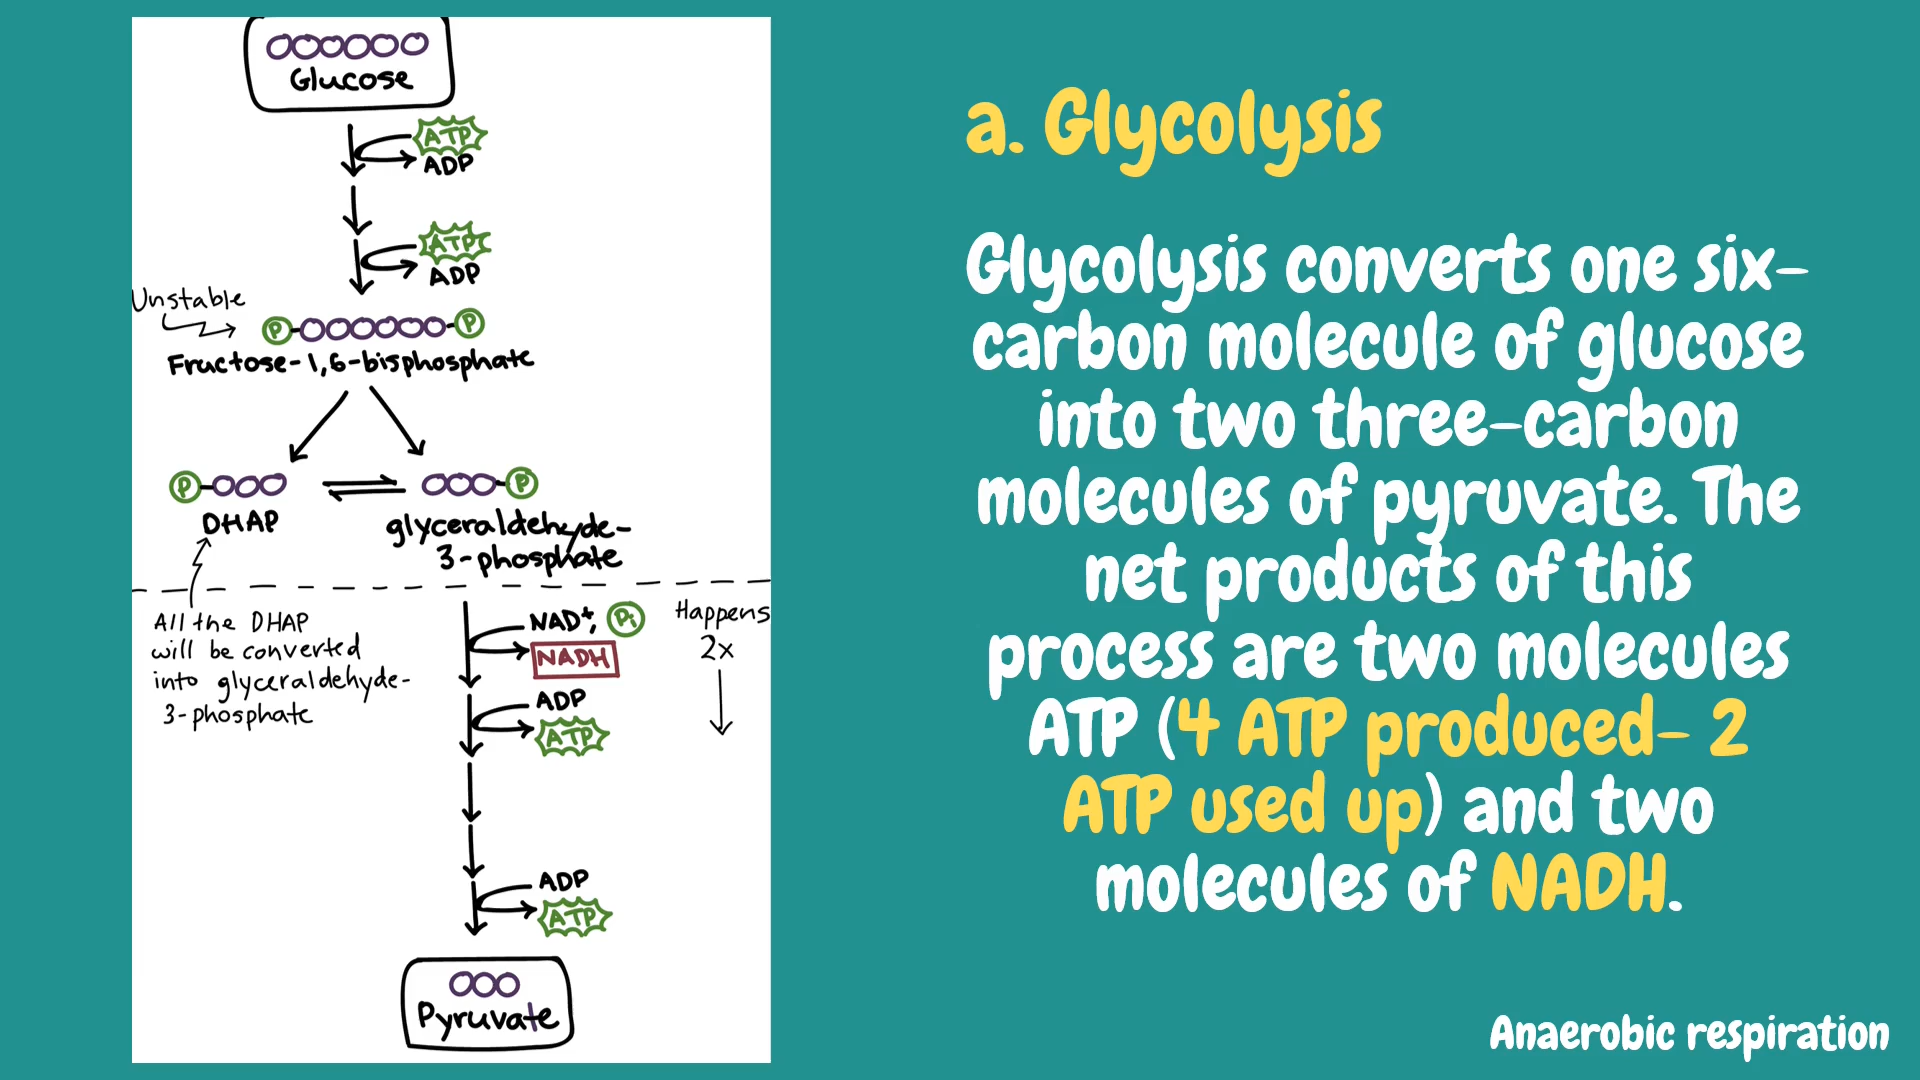 Glucose
ATP
ADP
ATP
ADP
Unstable
P
P
Fructose-1,6-bisphosphate
P
P
DHAP
glyceraldehyde-
3-phosphate
All the DHAP
will be converted
into glyceraldehyde-
3-phosphate
NAD+, Pi
NADH
Happens
2x
ADP
ATP
ADP
ATP
Pyruvate
a. Glycolysis
Glycolysis converts one six-
carbon molecule of glucose
into two three-carbon
molecules of pyruvate. The
net products of this
process are two molecules
ATP (4 ATP produced- 2
ATP used up) and two
molecules of NADH.
Anaerobic respiration